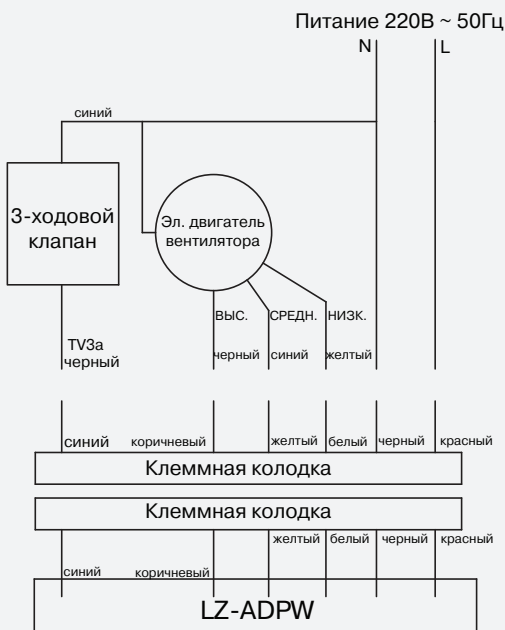 Питание 220В ~ 50Гц
N L
синий
3-ходовой
клапан
Эл. двигатель
вентилятора
ВЫС. СРЕДН. НИЗК.
TV3a
черный
черный синий желтый
синий коричневый желтый белый черный красный
Клеммная колодка
Клеммная колодка
желтый белый черный красный
синий коричневый
LZ-ADPW